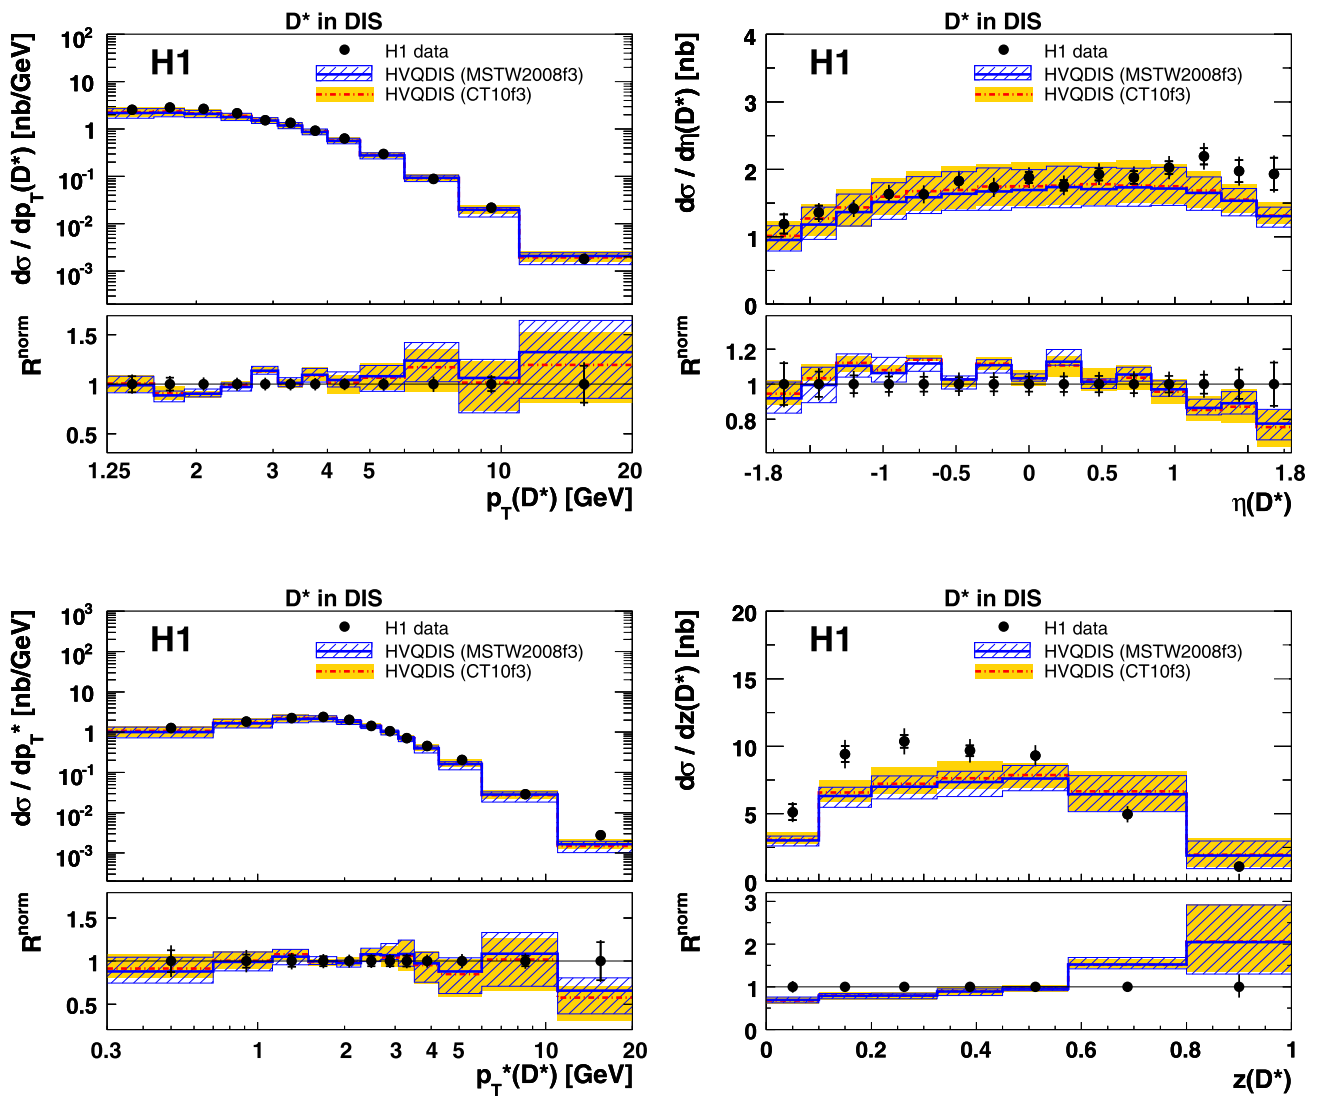 D* in DIS
H1
H1 data
HVQDIS (MSTW2008f3)
HVQDIS (CT10f3)
dσ / dp_T(D*) [nb/GeV]
10² 10 1 10⁻¹ 10⁻² 10⁻³
R^norm
1.5 1 0.5
1.25 2 3 4 5 10 20
p_T(D*) [GeV]
D* in DIS
H1
H1 data
HVQDIS (MSTW2008f3)
HVQDIS (CT10f3)
dσ / dη(D*) [nb]
4 3 2 1 0
R^norm
1.2 1 0.8
-1.8 -1 -0.5 0 0.5 1 1.8
η(D*)
D* in DIS
H1
H1 data
HVQDIS (MSTW2008f3)
HVQDIS (CT10f3)
dσ / dp_T* [nb/GeV]
10³ 10² 10 1 10⁻¹ 10⁻² 10⁻³
R^norm
1.5 1 0.5
0.3 1 2 3 4 5 10 20
p_T*(D*) [GeV]
D* in DIS
H1
H1 data
HVQDIS (MSTW2008f3)
HVQDIS (CT10f3)
dσ / dz(D*) [nb]
20 15 10 5 0
R^norm
3 2 1 0
0 0.2 0.4 0.6 0.8 1
z(D*)